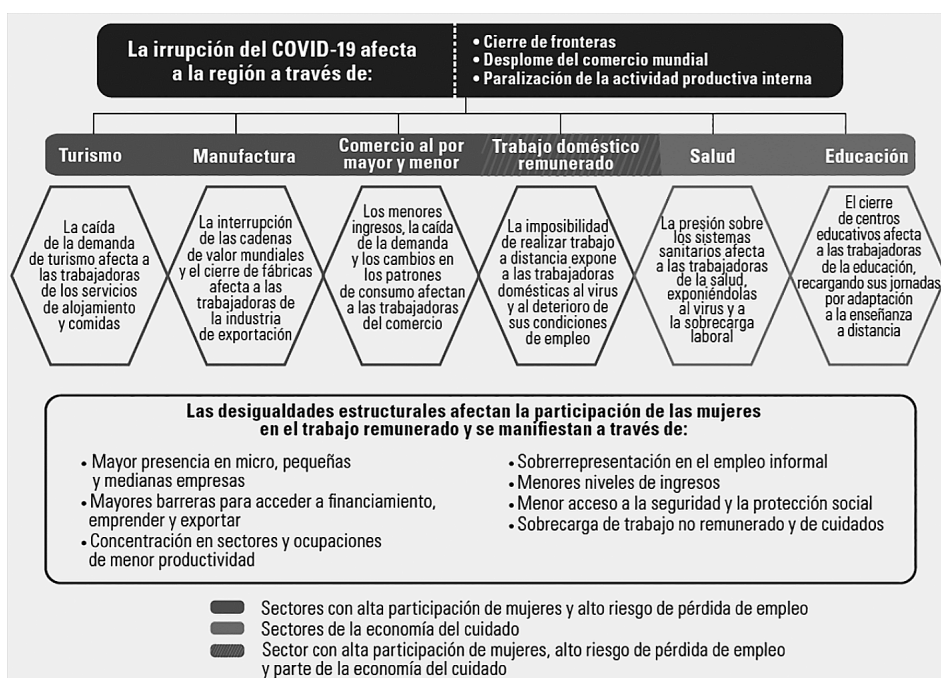 La irrupción del COVID-19 afecta
a la región a través de:
• Cierre de fronteras
• Desplome del comercio mundial
• Paralización de la actividad productiva interna
Turismo
Manufactura
Comercio al por
mayor y menor
Trabajo doméstico
remunerado
Salud
Educación
La caída
de la demanda
de turismo afecta a
las trabajadoras
de los servicios
de alojamiento
y comidas
La interrupción
de las cadenas
de valor mundiales
y el cierre de fábricas
afecta a las
trabajadoras de
la industria
de exportación
Los menores
ingresos, la caída
de la demanda
y los cambios en
los patrones
de consumo afectan
a las trabajadoras
del comercio
La imposibilidad
de realizar trabajo
a distancia expone
a las trabajadoras
domésticas al virus
y al deterioro de
sus condiciones
de empleo
La presión sobre
los sistemas
sanitarios afecta
a las trabajadoras
de la salud,
exponiéndolas
al virus y a
la sobrecarga
laboral
El cierre
de centros
educativos afecta
a las trabajadoras
de la educación,
recargando sus jornadas
por adaptación
a la enseñanza
a distancia
Las desigualdades estructurales afectan la participación de las mujeres
en el trabajo remunerado y se manifiestan a través de:
• Mayor presencia en micro, pequeñas
y medianas empresas
• Mayores barreras para acceder a financiamiento,
emprender y exportar
• Concentración en sectores y ocupaciones
de menor productividad
• Sobrerrepresentación en el empleo informal
• Menores niveles de ingresos
• Menor acceso a la seguridad y la protección social
• Sobrecarga de trabajo no remunerado y de cuidados
Sectores con alta participación de mujeres y alto riesgo de pérdida de empleo
Sectores de la economía del cuidado
Sector con alta participación de mujeres, alto riesgo de pérdida de empleo
y parte de la economía del cuidado